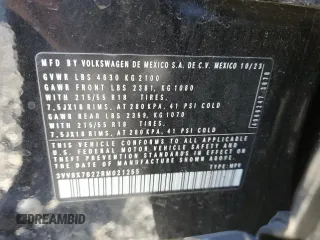 MFD BY VOLKSWAGEN DE MEXICO S.A. DE C.V. MEXICO 10/23
GVWR LBS 4630 KG 2100
GAWR FRONT LBS 2381, KG 1080
WITH 215/55 R18 TIRES,
7.5JX18 RIMS, AT 280 KPA, 41 PSI COLD
GAWR REAR LBS 2359, KG 1070
WITH 215/55 R18 TIRES,
7.5JX18 RIMS, AT 280 KPA, 41 PSI COLD
THIS VEHICLE CONFORMS TO ALL APPLICABLE
U.S. FEDERAL MOTOR VEHICLE SAFETY STANDARDS
IN EFFECT ON THE DATE OF MANUFACTURE SHOWN ABOVE.
TYPE: MPV
DREAMBID